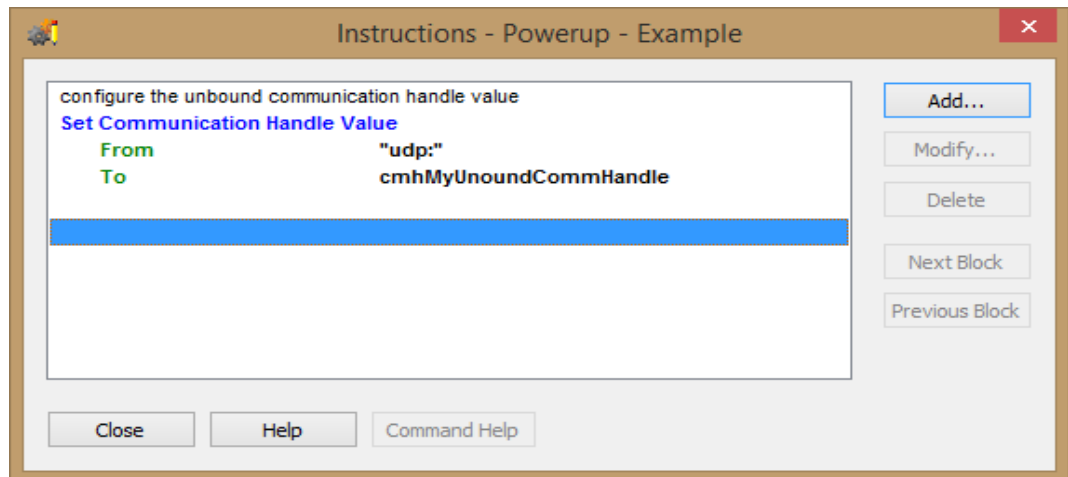 Instructions - Powerup - Example
configure the unbound communication handle value
Set Communication Handle Value
From "udp:"
To cmhMyUnoundCommHandle
Add...
Modify...
Delete
Next Block
Previous Block
Close Help Command Help